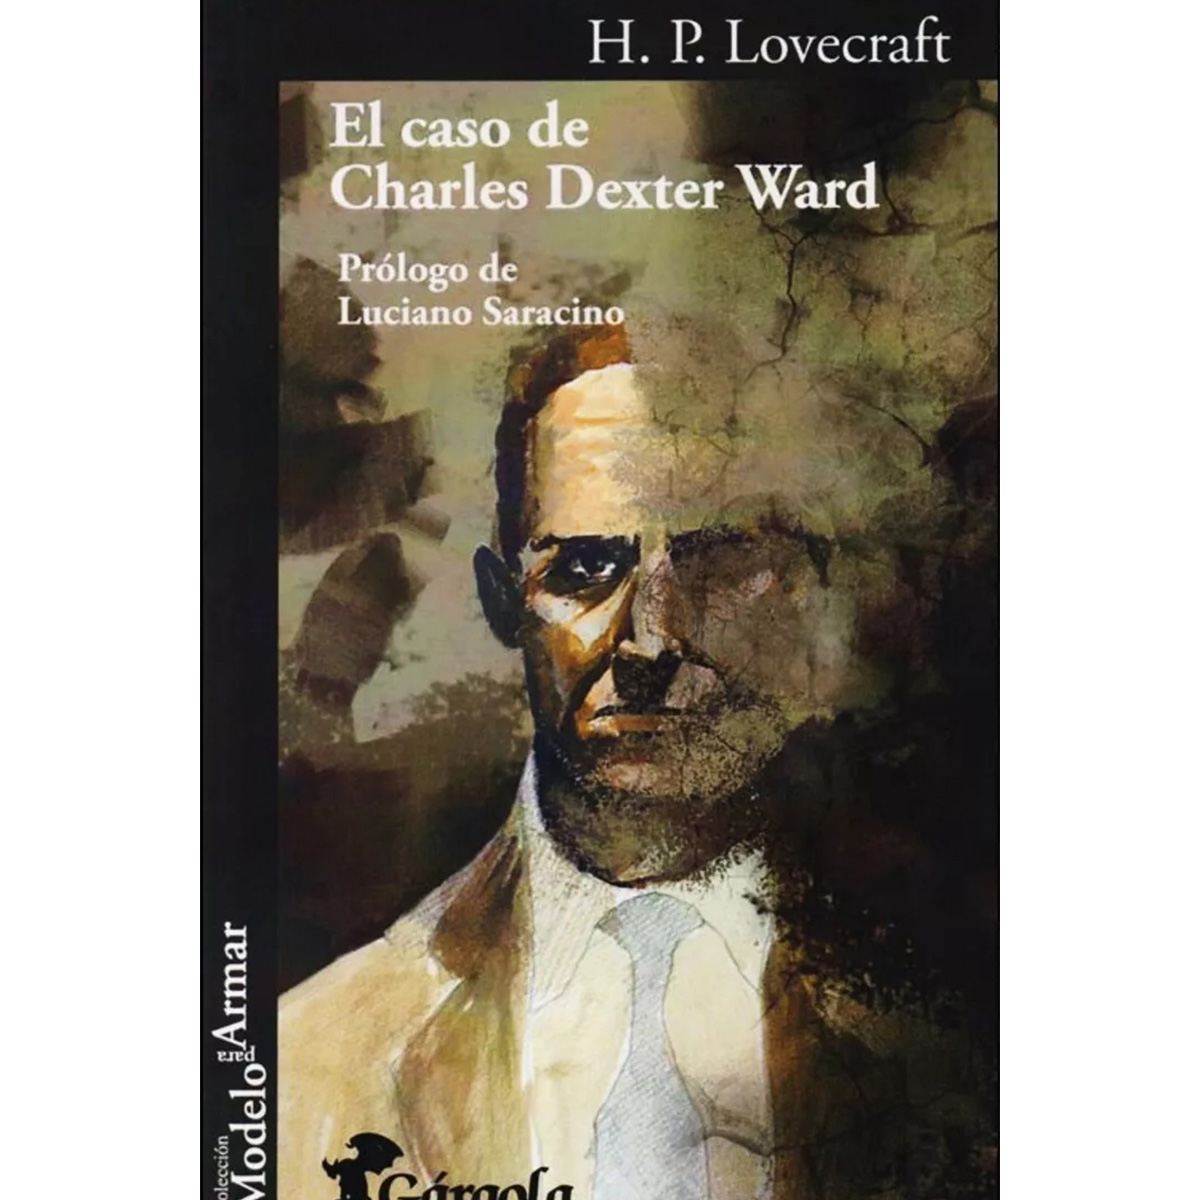 H. P. Lovecraft
El caso de
Charles Dexter Ward
Prólogo de
Luciano Saracino
Modelo para Armar
Gárgola